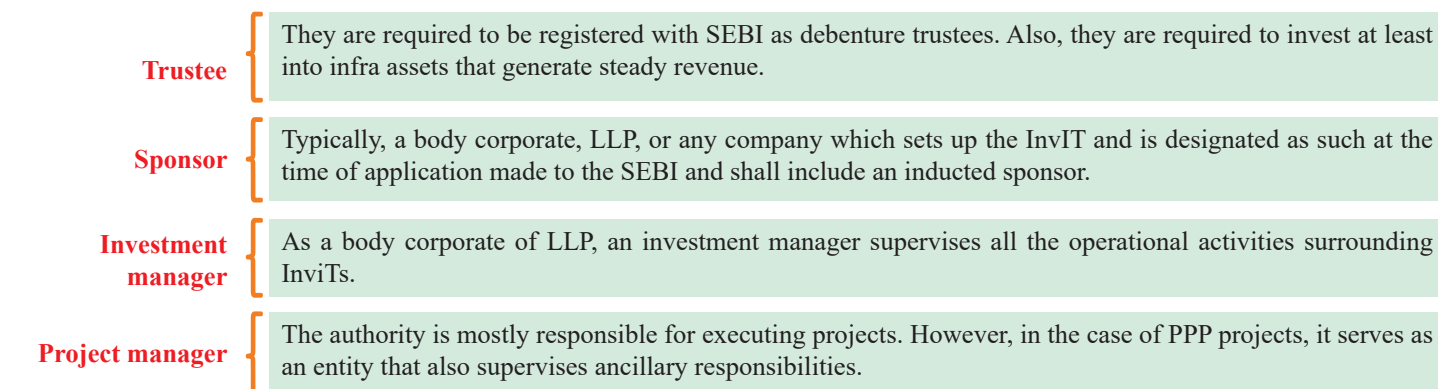 Trustee
They are required to be registered with SEBI as debenture trustees. Also, they are required to invest at least
into infra assets that generate steady revenue.
Sponsor
Typically, a body corporate, LLP, or any company which sets up the InvIT and is designated as such at the
time of application made to the SEBI and shall include an inducted sponsor.
Investment
manager
As a body corporate of LLP, an investment manager supervises all the operational activities surrounding
InviTs.
Project manager
The authority is mostly responsible for executing projects. However, in the case of PPP projects, it serves as
an entity that also supervises ancillary responsibilities.